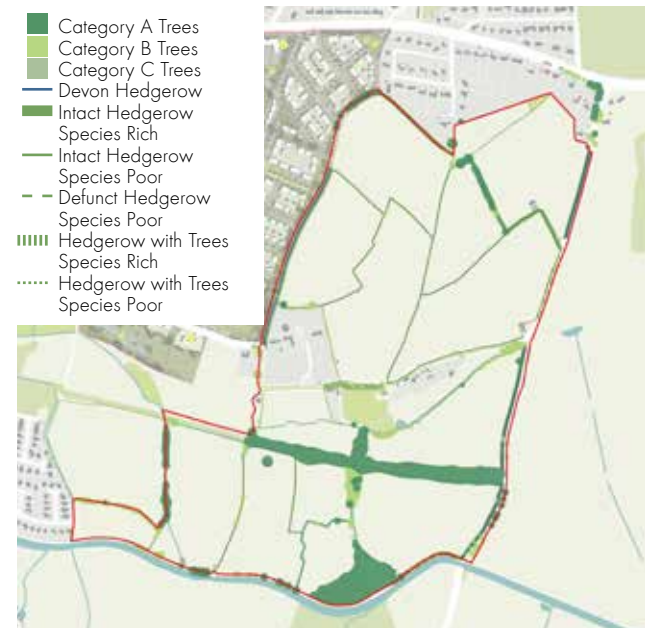 Category A Trees
Category B Trees
Category C Trees
Devon Hedgerow
Intact Hedgerow
Species Rich
Intact Hedgerow
Species Poor
Defunct Hedgerow
Species Poor
Hedgerow with Trees
Species Rich
Hedgerow with Trees
Species Poor